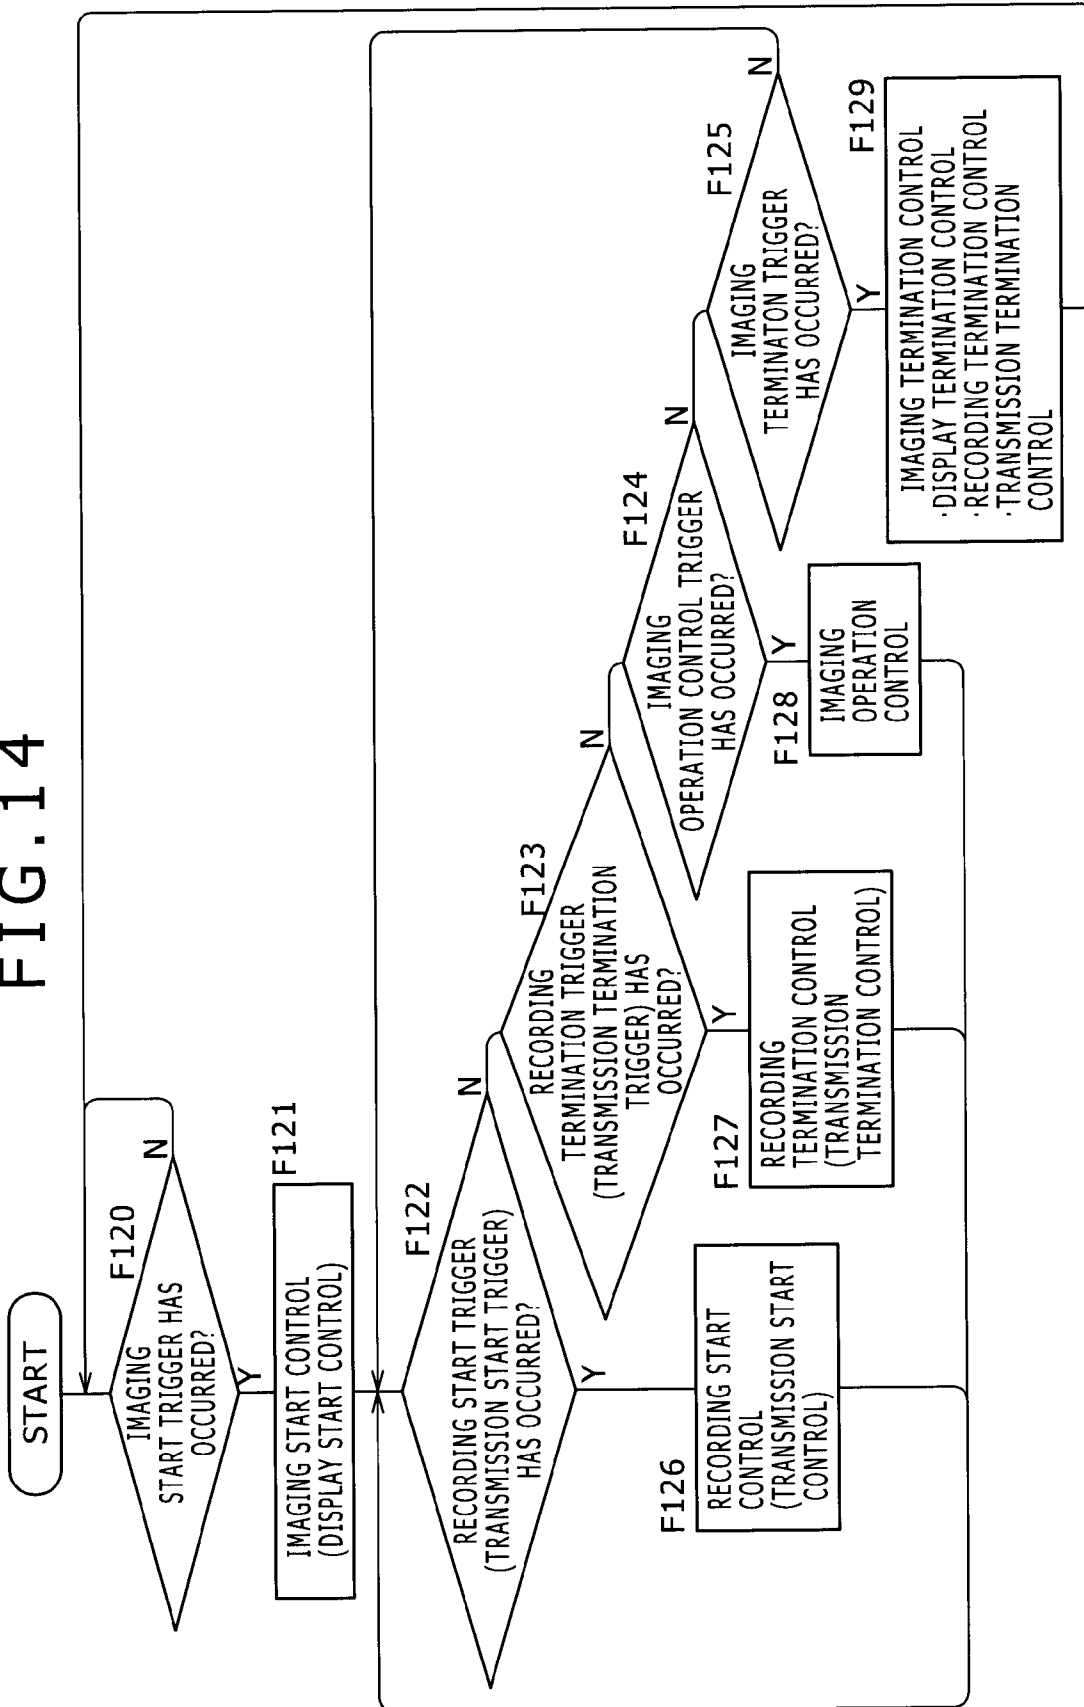 FIG.14
START
F120
IMAGING
START TRIGGER HAS
OCCURRED?
N
Y
F121
IMAGING START CONTROL
(DISPLAY START CONTROL)
F122
RECORDING START TRIGGER
(TRANSMISSION START TRIGGER)
HAS OCCURRED?
N
Y
F126
RECORDING START
CONTROL
(TRANSMISSION START
CONTROL)
F123
RECORDING
TERMINATION TRIGGER
(TRANSMISSION TERMINATION
TRIGGER) HAS
OCCURRED?
N
Y
F127
RECORDING
TERMINATION CONTROL
(TRANSMISSION
TERMINATION CONTROL)
F124
IMAGING
OPERATION CONTROL TRIGGER
HAS OCCURRED?
N
Y
F128
IMAGING
OPERATION
CONTROL
F125
IMAGING
TERMINATON TRIGGER
HAS OCCURRED?
N
Y
F129
IMAGING TERMINATION CONTROL
·DISPLAY TERMINATION CONTROL
·RECORDING TERMINATION CONTROL
·TRANSMISSION TERMINATION
CONTROL